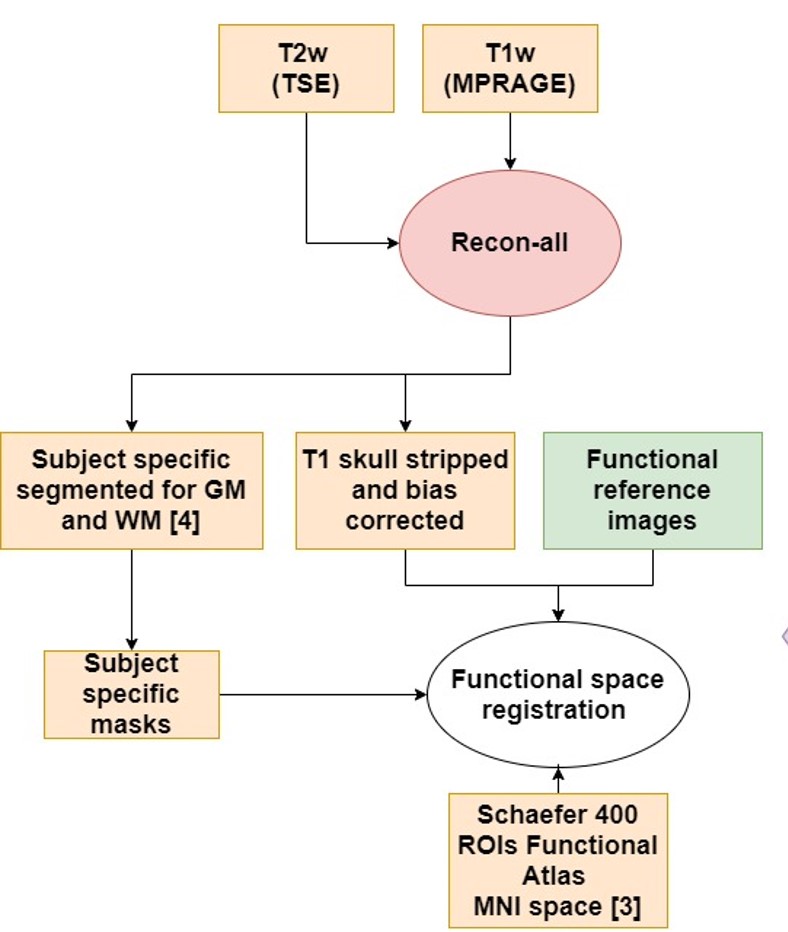 T2w
(TSE)
T1w
(MPRAGE)
Recon-all
Subject specific
segmented for GM
and WM [4]
T1 skull stripped
and bias
corrected
Functional
reference
images
Subject
specific
masks
Functional space
registration
Schaefer 400
ROIs Functional
Atlas
MNI space [3]